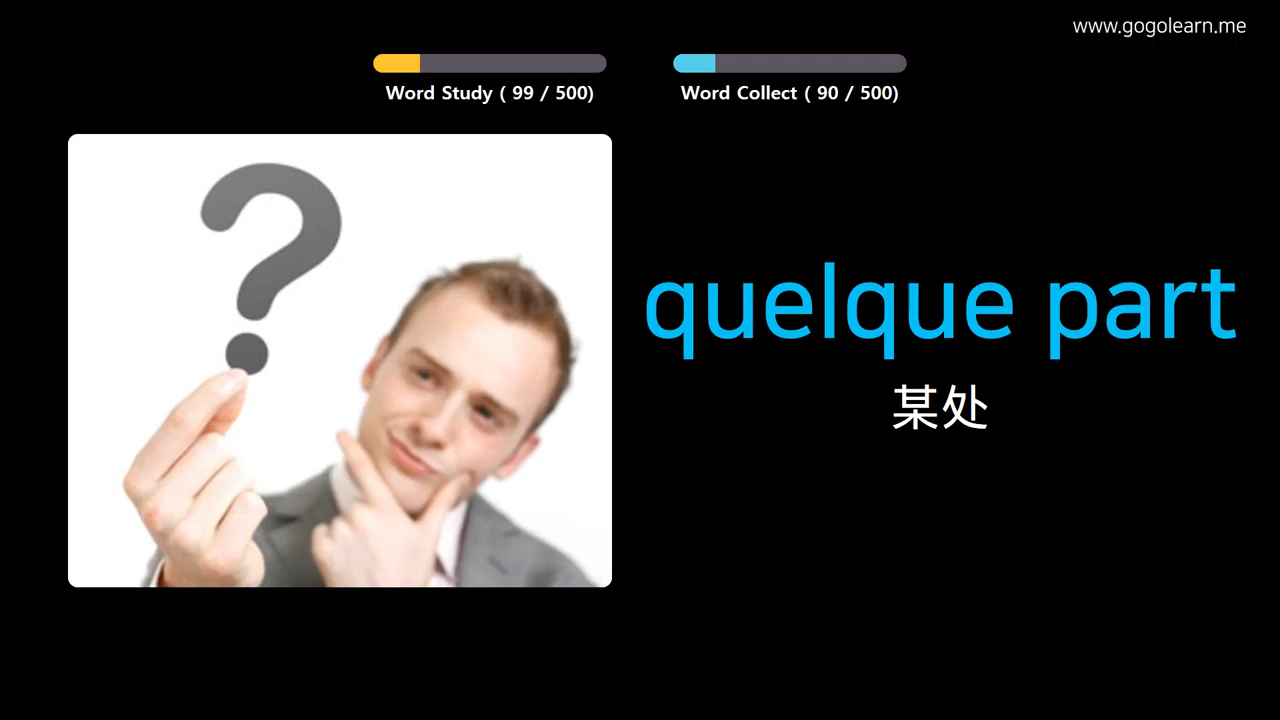 www.gogolearn.me
Word Study ( 99 / 500)
Word Collect ( 90 / 500)
?
quelque part
某处